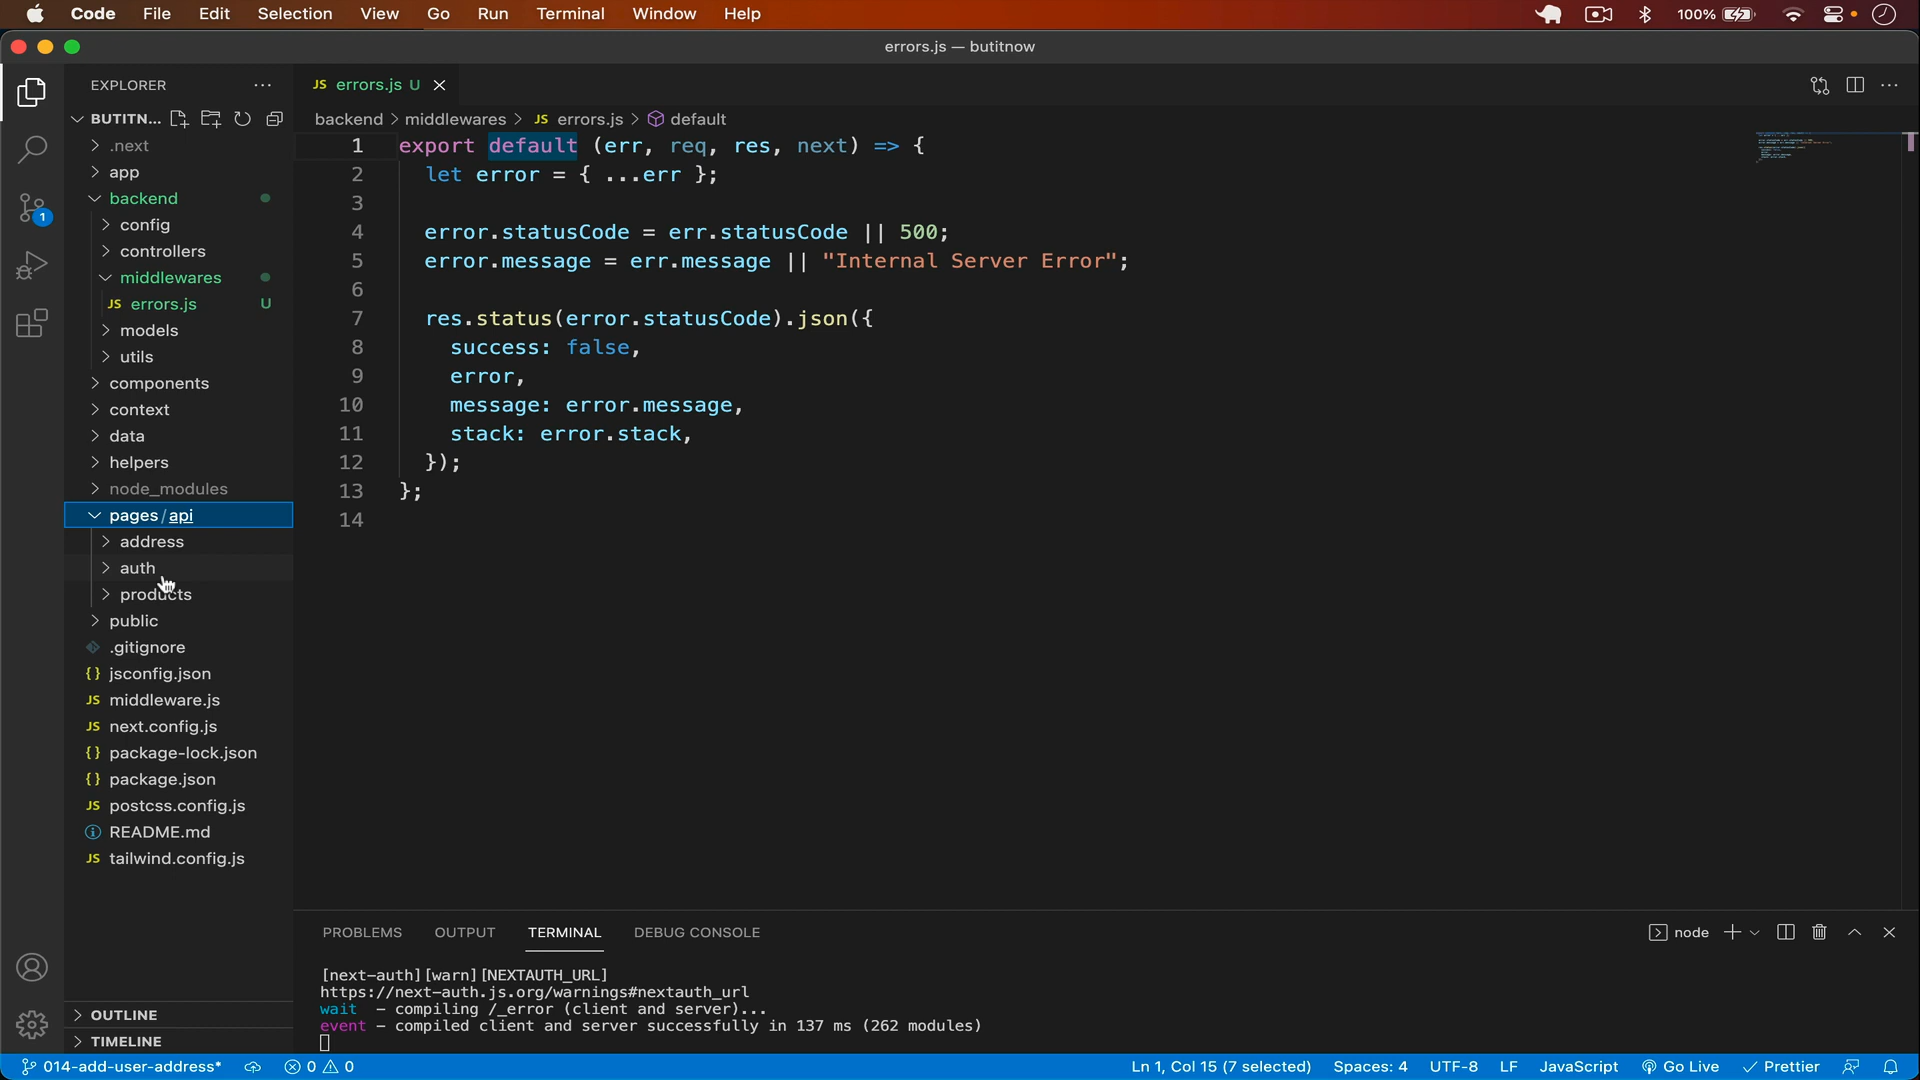 Code File Edit Selection View Go Run Terminal Window Help 100%
errors.js — butitnow
EXPLORER
JS errors.js U
BUTITN...
backend > middlewares > JS errors.js > default
.next
app
backend
config
controllers
middlewares
JS errors.js U
models
utils
components
context
data
helpers
node_modules
pages / api
address
auth
products
public
.gitignore
{} jsconfig.json
JS middleware.js
JS next.config.js
{} package-lock.json
{} package.json
JS postcss.config.js
README.md
JS tailwind.config.js
OUTLINE
TIMELINE
1 export default (err, req, res, next) => {
2 let error = { ...err };
3
4 error.statusCode = err.statusCode || 500;
5 error.message = err.message || "Internal Server Error";
6
7 res.status(error.statusCode).json({
8 success: false,
9 error,
10 message: error.message,
11 stack: error.stack,
12 });
13 };
14
PROBLEMS OUTPUT TERMINAL DEBUG CONSOLE node
[next-auth][warn][NEXTAUTH_URL]
https://next-auth.js.org/warnings#nextauth_url
wait - compiling /_error (client and server)...
event - compiled client and server successfully in 137 ms (262 modules)
014-add-user-address* 0 0 Ln 1, Col 15 (7 selected) Spaces: 4 UTF-8 LF JavaScript Go Live Prettier
1